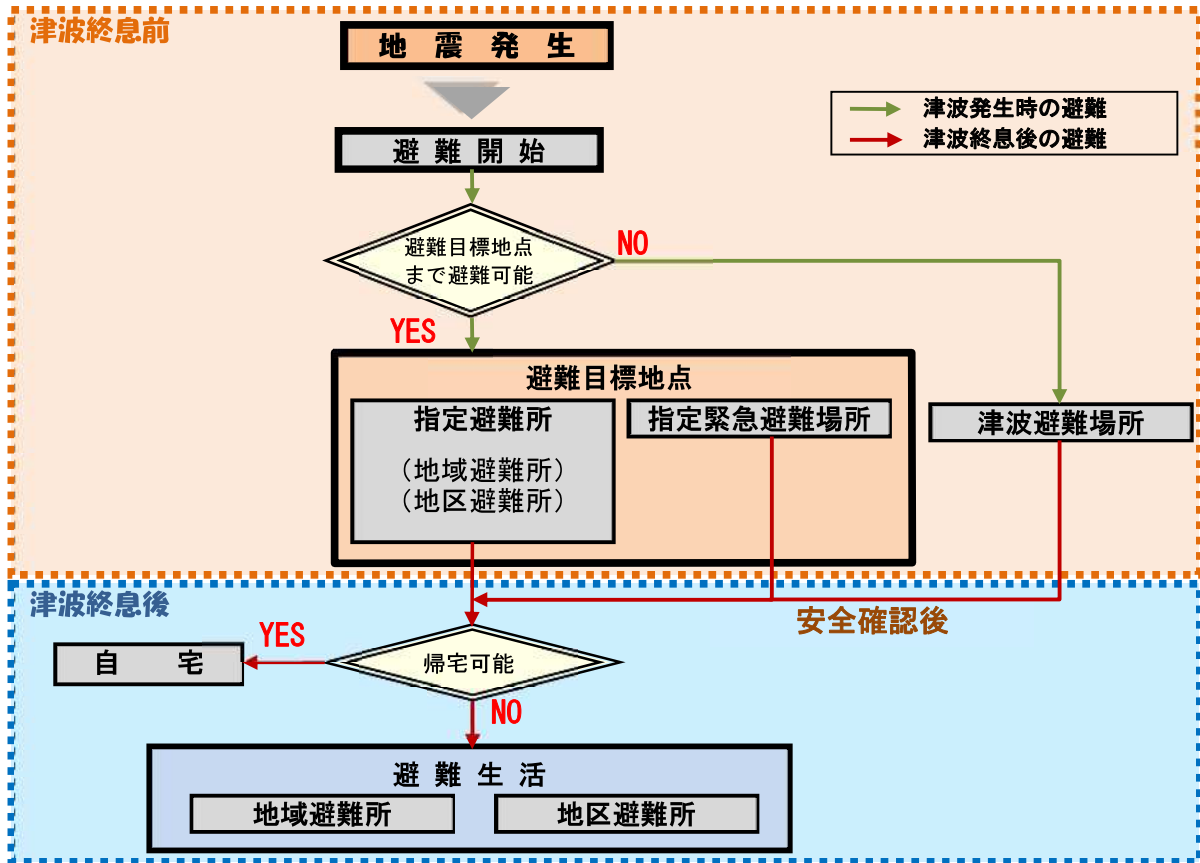 津波終息前
地震発生
津波発生時の避難
津波終息後の避難
避難開始
避難目標地点
まで避難可能
NO
YES
避難目標地点
指定避難所
（地域避難所）
（地区避難所）
指定緊急避難場所
津波避難場所
津波終息後
安全確認後
YES
自宅
帰宅可能
NO
避難生活
地域避難所
地区避難所